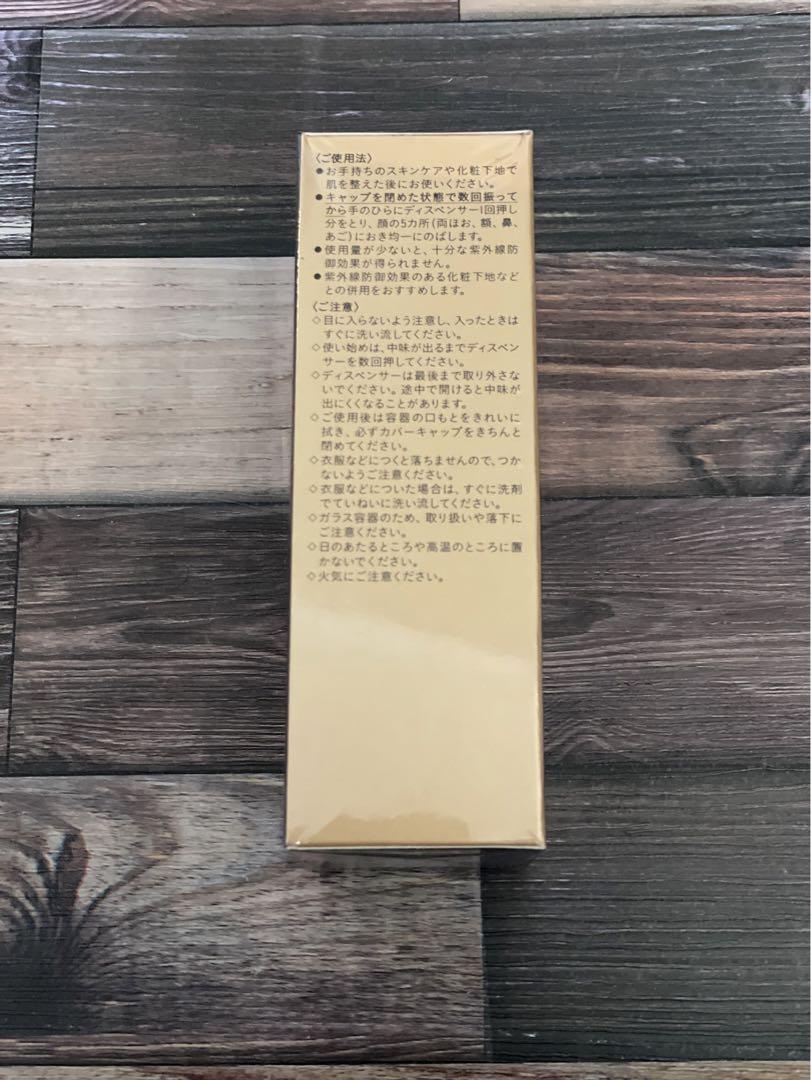 〈ご使用法〉
●お手持ちのスキンケアや化粧下地で
肌を整えた後にお使いください。
●キャップを閉めた状態で数回振って
から手のひらにディスペンサー1回押し
分をとり、顔の5カ所(両ほお、額、鼻、
あご)におき均一にのばします。
●使用量が少ないと、十分な紫外線防
御効果が得られません。
●紫外線防御効果のある化粧下地など
との併用をおすすめします。
〈ご注意〉
◇目に入らないよう注意し、入ったときは
すぐに洗い流してください。
◇使い始めは、中味が出るまでディスペン
サーを数回押してください。
◇ディスペンサーは最後まで取り外さな
いでください。途中で開けると中味が
出にくくなることがあります。
◇ご使用後は容器の口もとをきれいに
拭き、必ずカバーキャップをきちんと
閉めてください。
◇衣服などにつくと落ちませんので、つか
ないようご注意ください。
◇衣服などについた場合は、すぐに洗剤
でていねいに洗い流してください。
◇ガラス容器のため、取り扱いや落下に
ご注意ください。
◇日のあたるところや高温のところに置
かないでください。
◇火気にご注意ください。